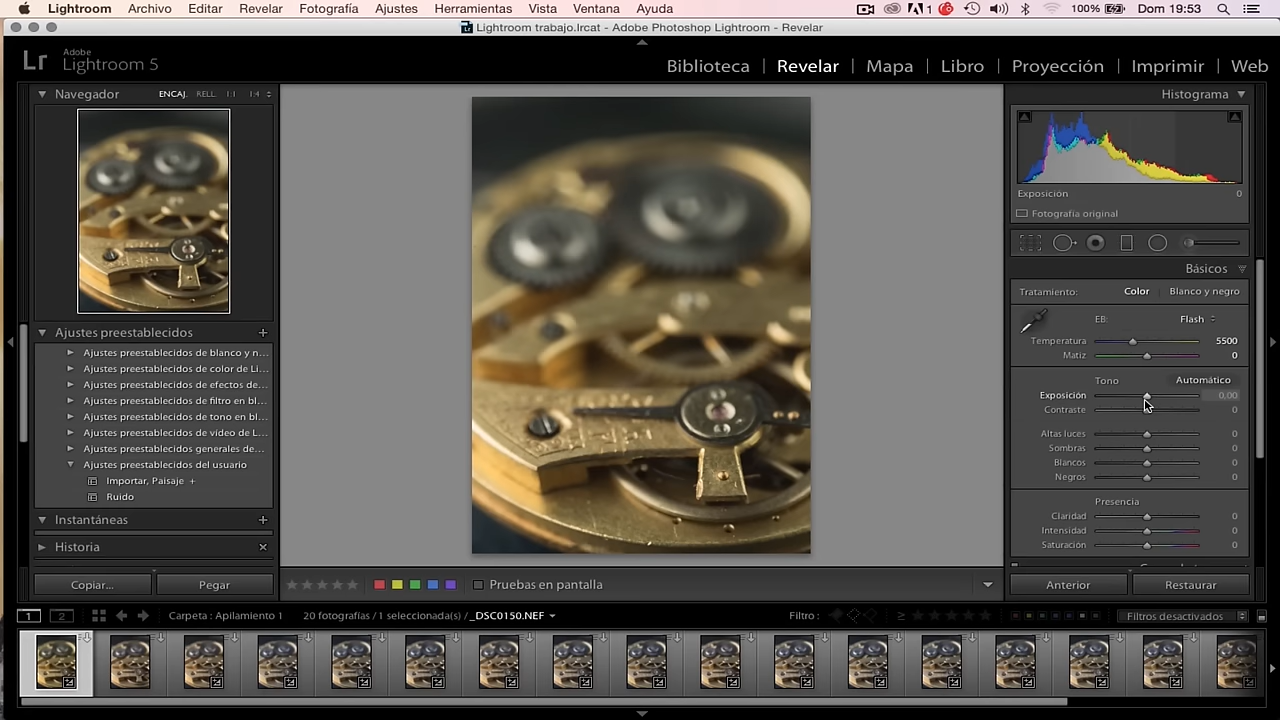 Lightroom Archivo Editar Revelar Fotografía Ajustes Herramientas Vista Ventana Ayuda 1 100% Dom 19:53
Lightroom trabajo.lrcat - Adobe Photoshop Lightroom - Revelar
Lr Adobe Lightroom 5
Biblioteca | Revelar | Mapa | Libro | Proyección | Imprimir | Web
Navegador ENCAJ. RELL. 1:1 1:4
Histograma
Exposición 0
Fotografía original
Básicos
Tratamiento: Color | Blanco y negro
EB: Flash
Temperatura 5500
Matiz 0
Tono Automático
Exposición 0,00
Contraste 0
Altas luces 0
Sombras 0
Blancos 0
Negros 0
Presencia
Claridad 0
Intensidad 0
Saturación 0
Ajustes preestablecidos +
Ajustes preestablecidos de blanco y n...
Ajustes preestablecidos de color de Li...
Ajustes preestablecidos de efectos de...
Ajustes preestablecidos de filtro en bl...
Ajustes preestablecidos de tono en bl...
Ajustes preestablecidos de vídeo de L...
Ajustes preestablecidos generales de...
Ajustes preestablecidos del usuario
Importar, Paisaje +
Ruido
Instantáneas +
Historia ×
Copiar... Pegar
Pruebas en pantalla
Anterior Restaurar
1 2 Carpeta : Apilamiento 1 20 fotografías / 1 seleccionada(s) / _DSC0150.NEF Filtro : ≥ Filtros desactivados